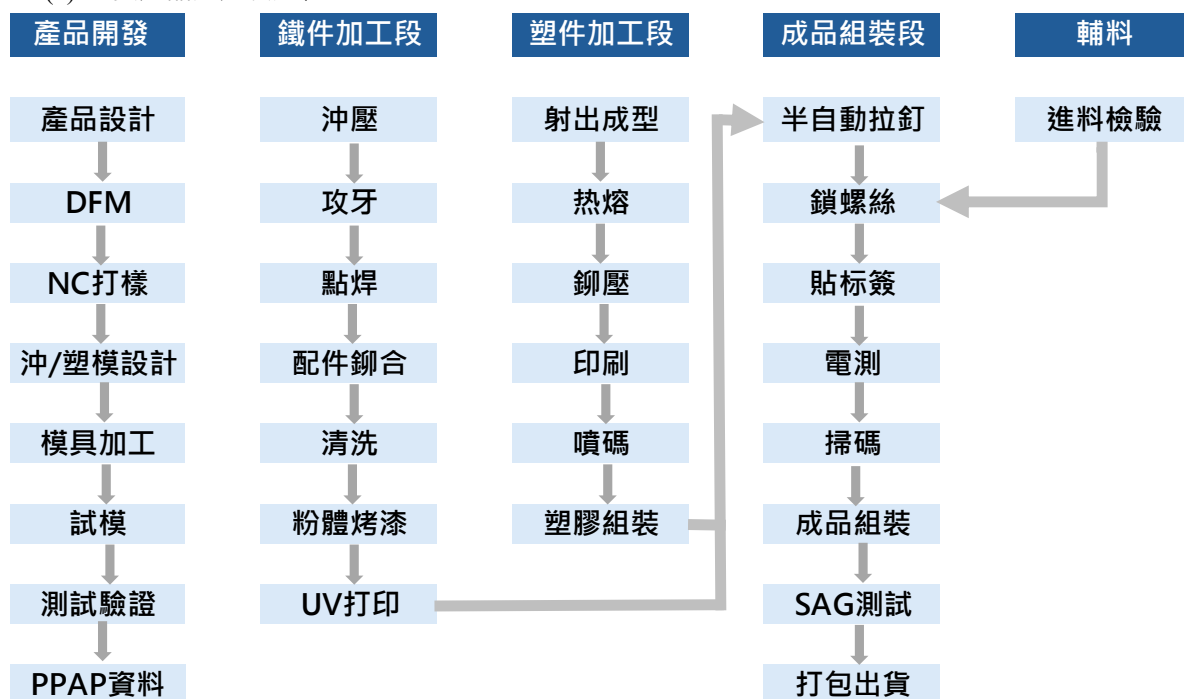 產品開發
鐵件加工段
塑件加工段
成品組裝段
輔料
產品設計
沖壓
射出成型
半自動拉釘
進料檢驗
DFM
攻牙
热熔
鎖螺絲
NC打樣
點焊
鉚壓
貼标簽
沖/塑模設計
配件鉚合
印刷
電測
模具加工
清洗
噴碼
掃碼
試模
粉體烤漆
塑膠組裝
成品組裝
測試驗證
UV打印
SAG測試
PPAP資料
打包出貨